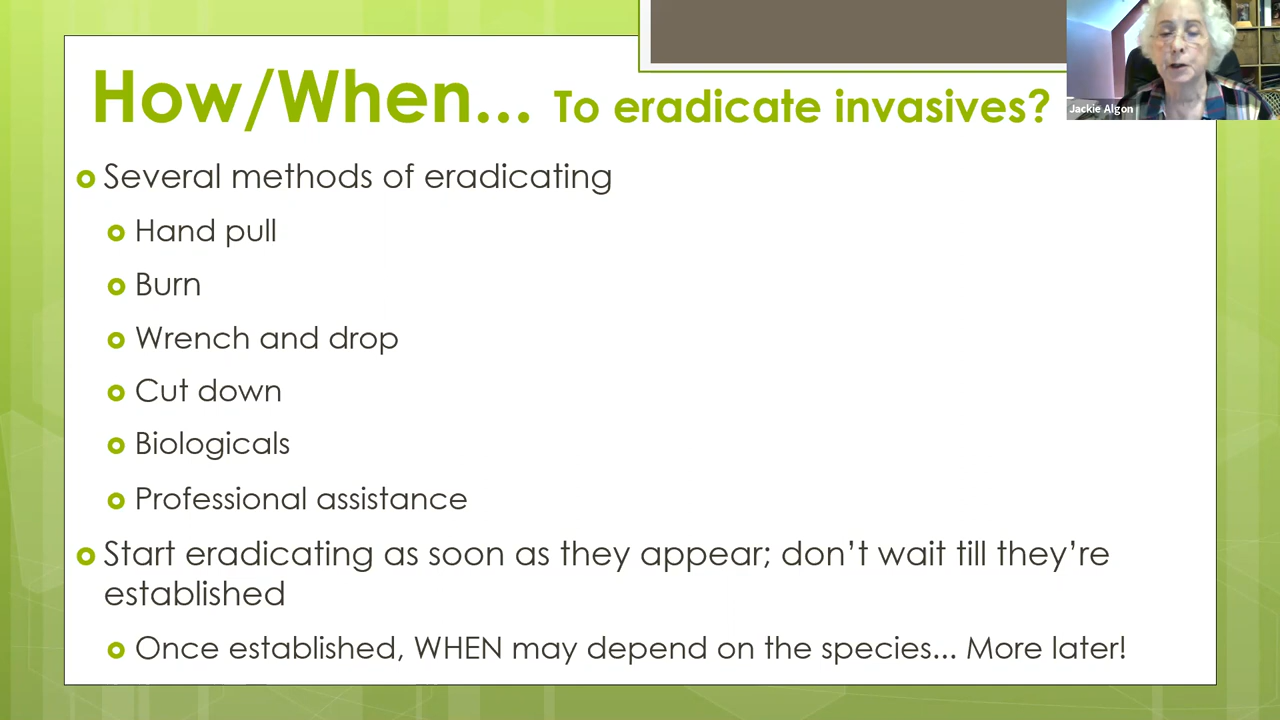 How/When... To eradicate invasives?
Jackie Algon
Several methods of eradicating
Hand pull
Burn
Wrench and drop
Cut down
Biologicals
Professional assistance
Start eradicating as soon as they appear; don’t wait till they’re
established
Once established, WHEN may depend on the species... More later!